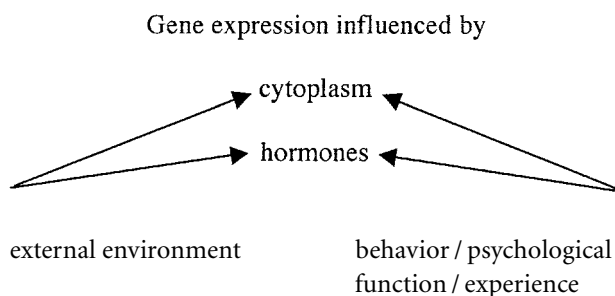 Gene expression influenced by
cytoplasm
hormones
external environment
behavior / psychological
function / experience